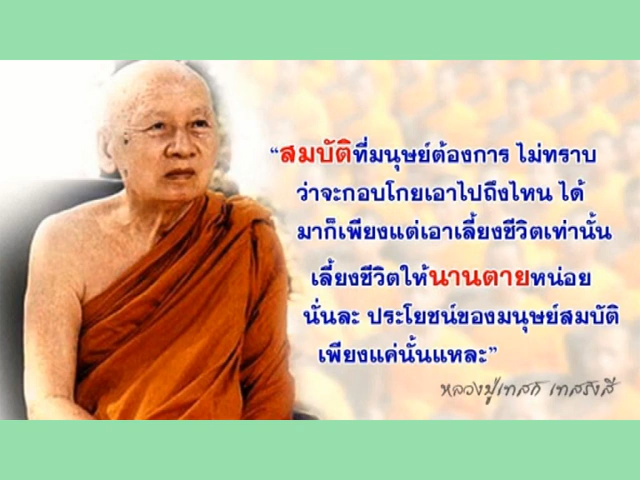 “สมบัติที่มนุษย์ต้องการ ไม่ทราบ
ว่าจะกอบโกยเอาไปถึงไหน ได้
มาก็เพียงแต่เอาเลี้ยงชีวิตเท่านั้น
เลี้ยงชีวิตให้นานตายหน่อย
นั่นละ ประโยชน์ของมนุษย์สมบัติ
เพียงแค่นั้นแหละ”
หลวงปู่เทสก์ เทสรังสี